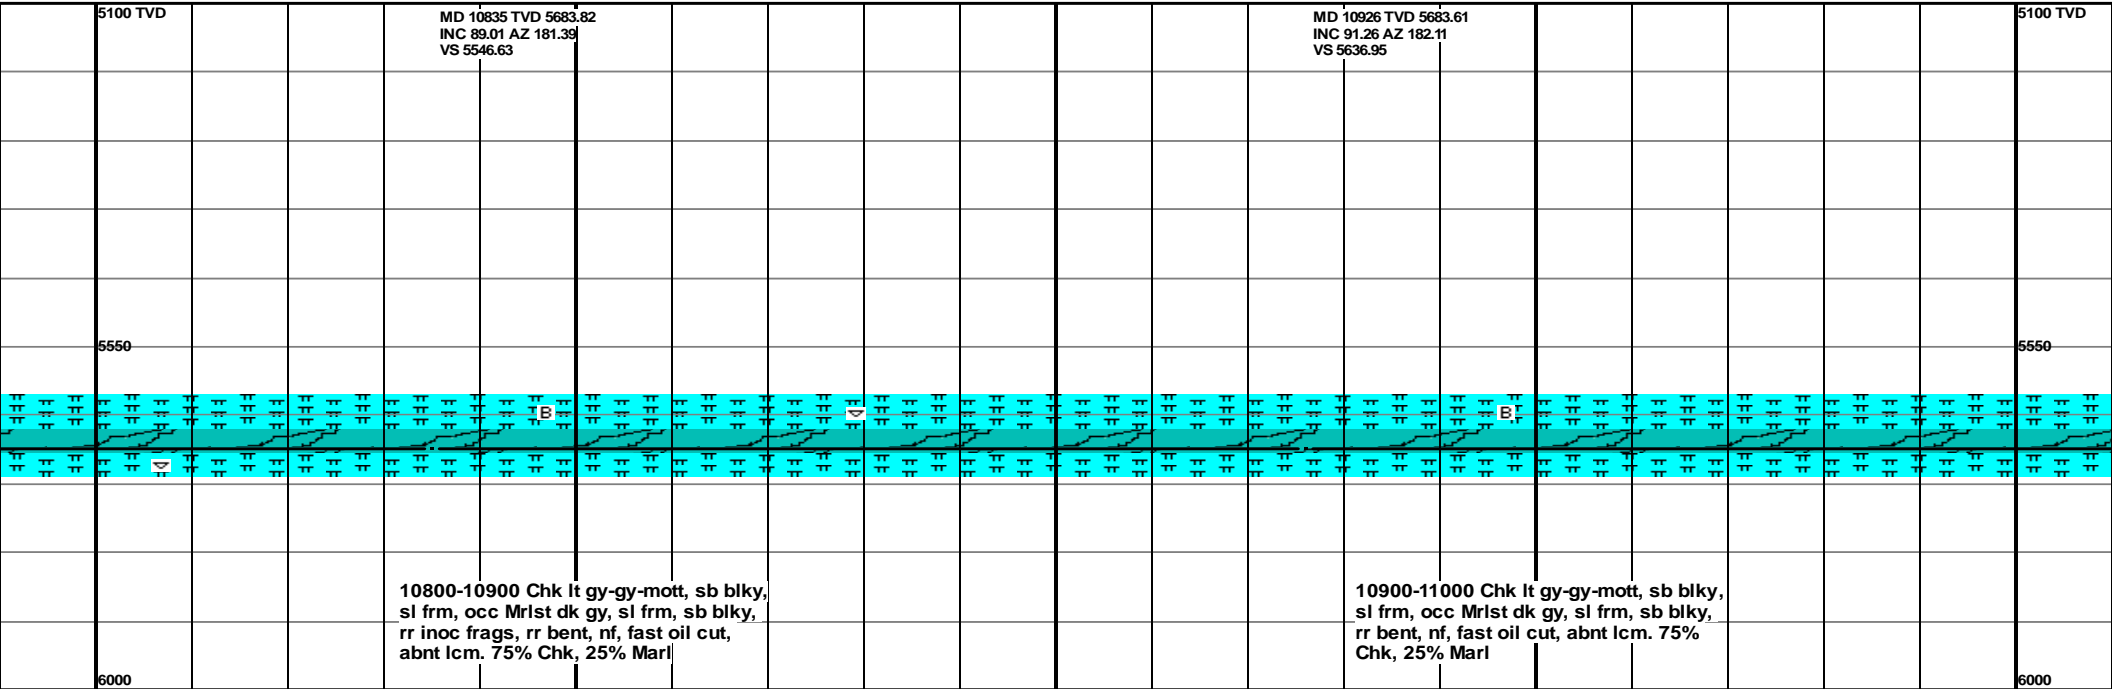 5100 TVD
MD 10835 TVD 5683.82
INC 89.01 AZ 181.39
VS 5546.63
MD 10926 TVD 5683.61
INC 91.26 AZ 182.11
VS 5636.95
5100 TVD
5550
5550
B
B
10800-10900 Chk lt gy-gy-mott, sb blky,
sl frm, occ Mrlst dk gy, sl frm, sb blky,
rr inoc frags, rr bent, nf, fast oil cut,
abnt lcm. 75% Chk, 25% Marl
10900-11000 Chk lt gy-gy-mott, sb blky,
sl frm, occ Mrlst dk gy, sl frm, sb blky,
rr bent, nf, fast oil cut, abnt lcm. 75%
Chk, 25% Marl
6000
6000